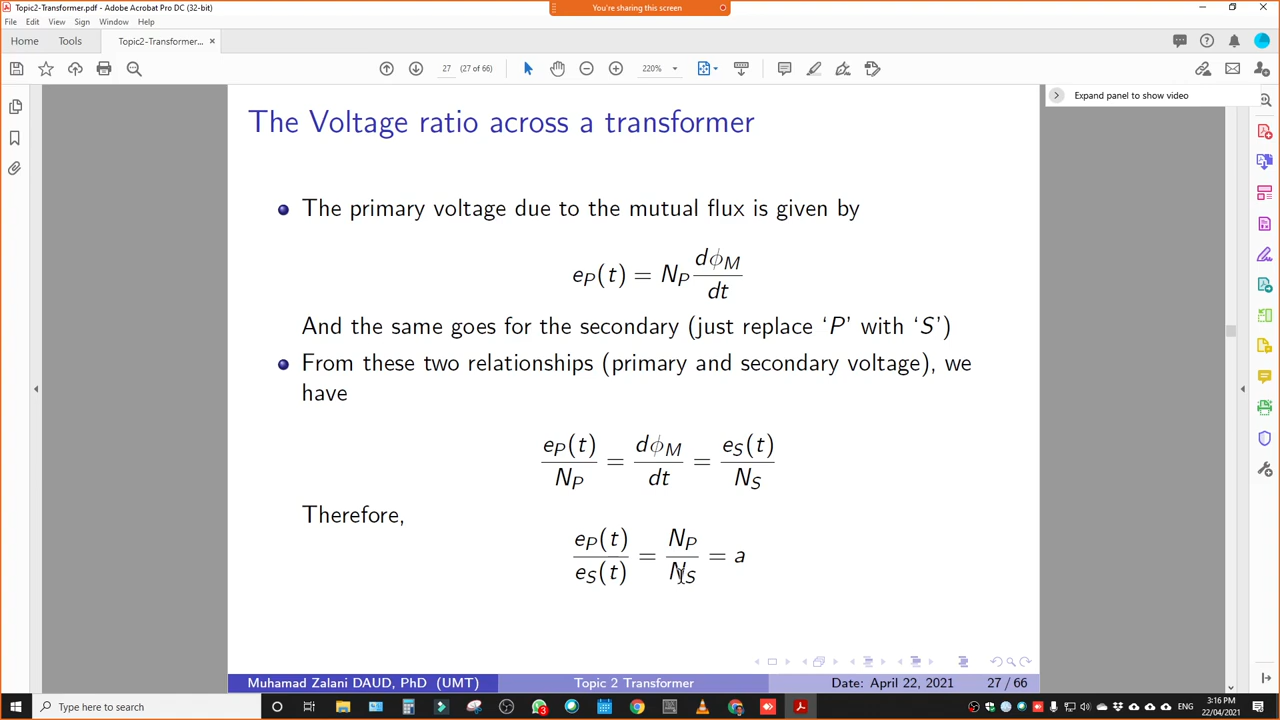 Topic2-Transformer.pdf - Adobe Acrobat Pro DC (32-bit)
You're sharing this screen
File Edit View Sign Window Help
Home Tools Topic2-Transformer... ×
27 (27 of 66) 220%
Expand panel to show video
The Voltage ratio across a transformer
The primary voltage due to the mutual flux is given by
e_P(t) = N_P dϕ_M/dt
And the same goes for the secondary (just replace ‘P’ with ‘S’)
From these two relationships (primary and secondary voltage), we
have
e_P(t)/N_P = dϕ_M/dt = e_S(t)/N_S
Therefore,
e_P(t)/e_S(t) = N_P/N_S = a
Muhamad Zalani DAUD, PhD (UMT) Topic 2 Transformer Date: April 22, 2021 27 / 66
Type here to search
ENG
3:16 PM
22/04/2021